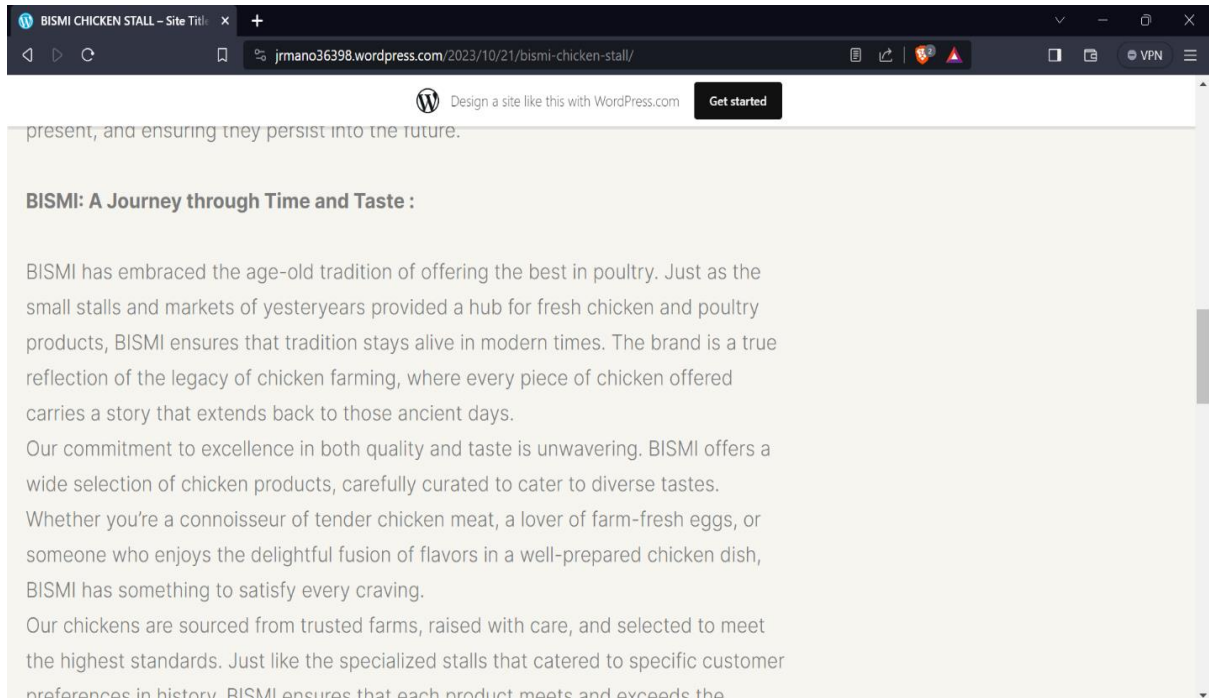 BISMI CHICKEN STALL – Site Title
jrmano36398.wordpress.com/2023/10/21/bismi-chicken-stall/
2
VPN
Design a site like this with WordPress.com
Get started
present, and ensuring they persist into the future.
BISMI: A Journey through Time and Taste :
BISMI has embraced the age-old tradition of offering the best in poultry. Just as the
small stalls and markets of yesteryears provided a hub for fresh chicken and poultry
products, BISMI ensures that tradition stays alive in modern times. The brand is a true
reflection of the legacy of chicken farming, where every piece of chicken offered
carries a story that extends back to those ancient days.
Our commitment to excellence in both quality and taste is unwavering. BISMI offers a
wide selection of chicken products, carefully curated to cater to diverse tastes.
Whether you’re a connoisseur of tender chicken meat, a lover of farm-fresh eggs, or
someone who enjoys the delightful fusion of flavors in a well-prepared chicken dish,
BISMI has something to satisfy every craving.
Our chickens are sourced from trusted farms, raised with care, and selected to meet
the highest standards. Just like the specialized stalls that catered to specific customer
preferences in history, BISMI ensures that each product meets and exceeds the